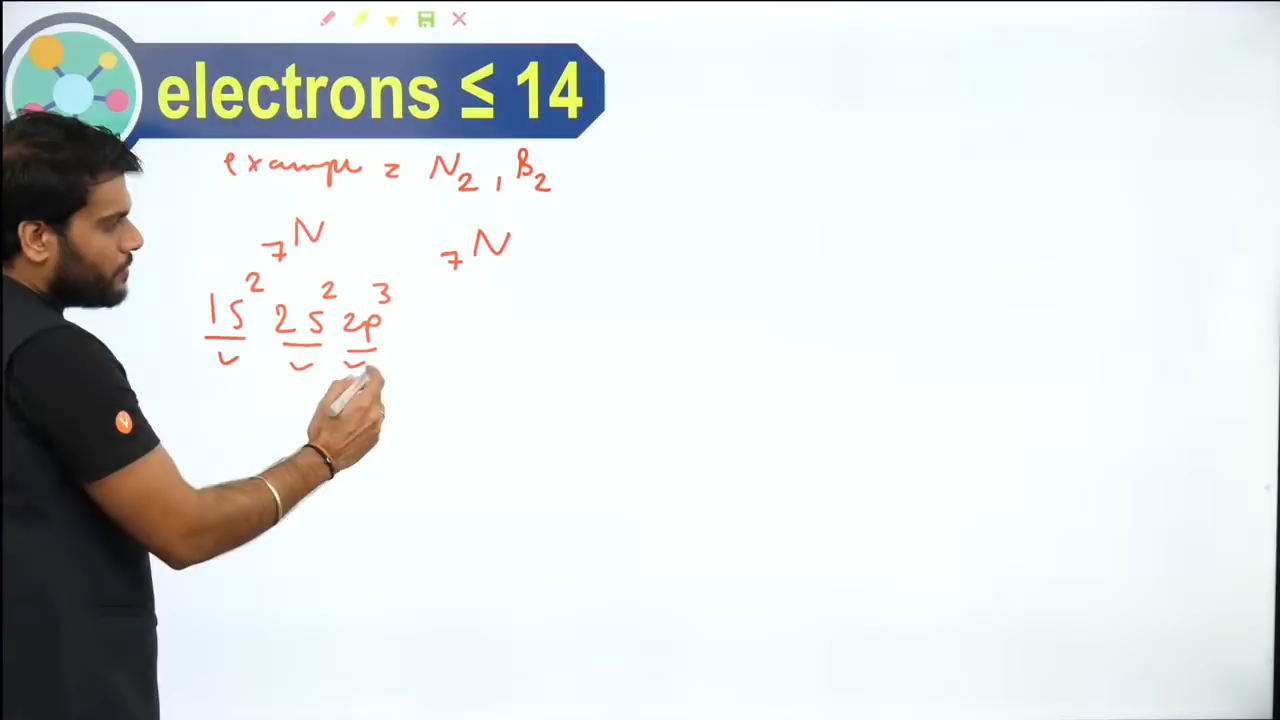 electrons ≤ 14
example = N₂, B₂
₇N ₇N
1s² 2s² 2p³